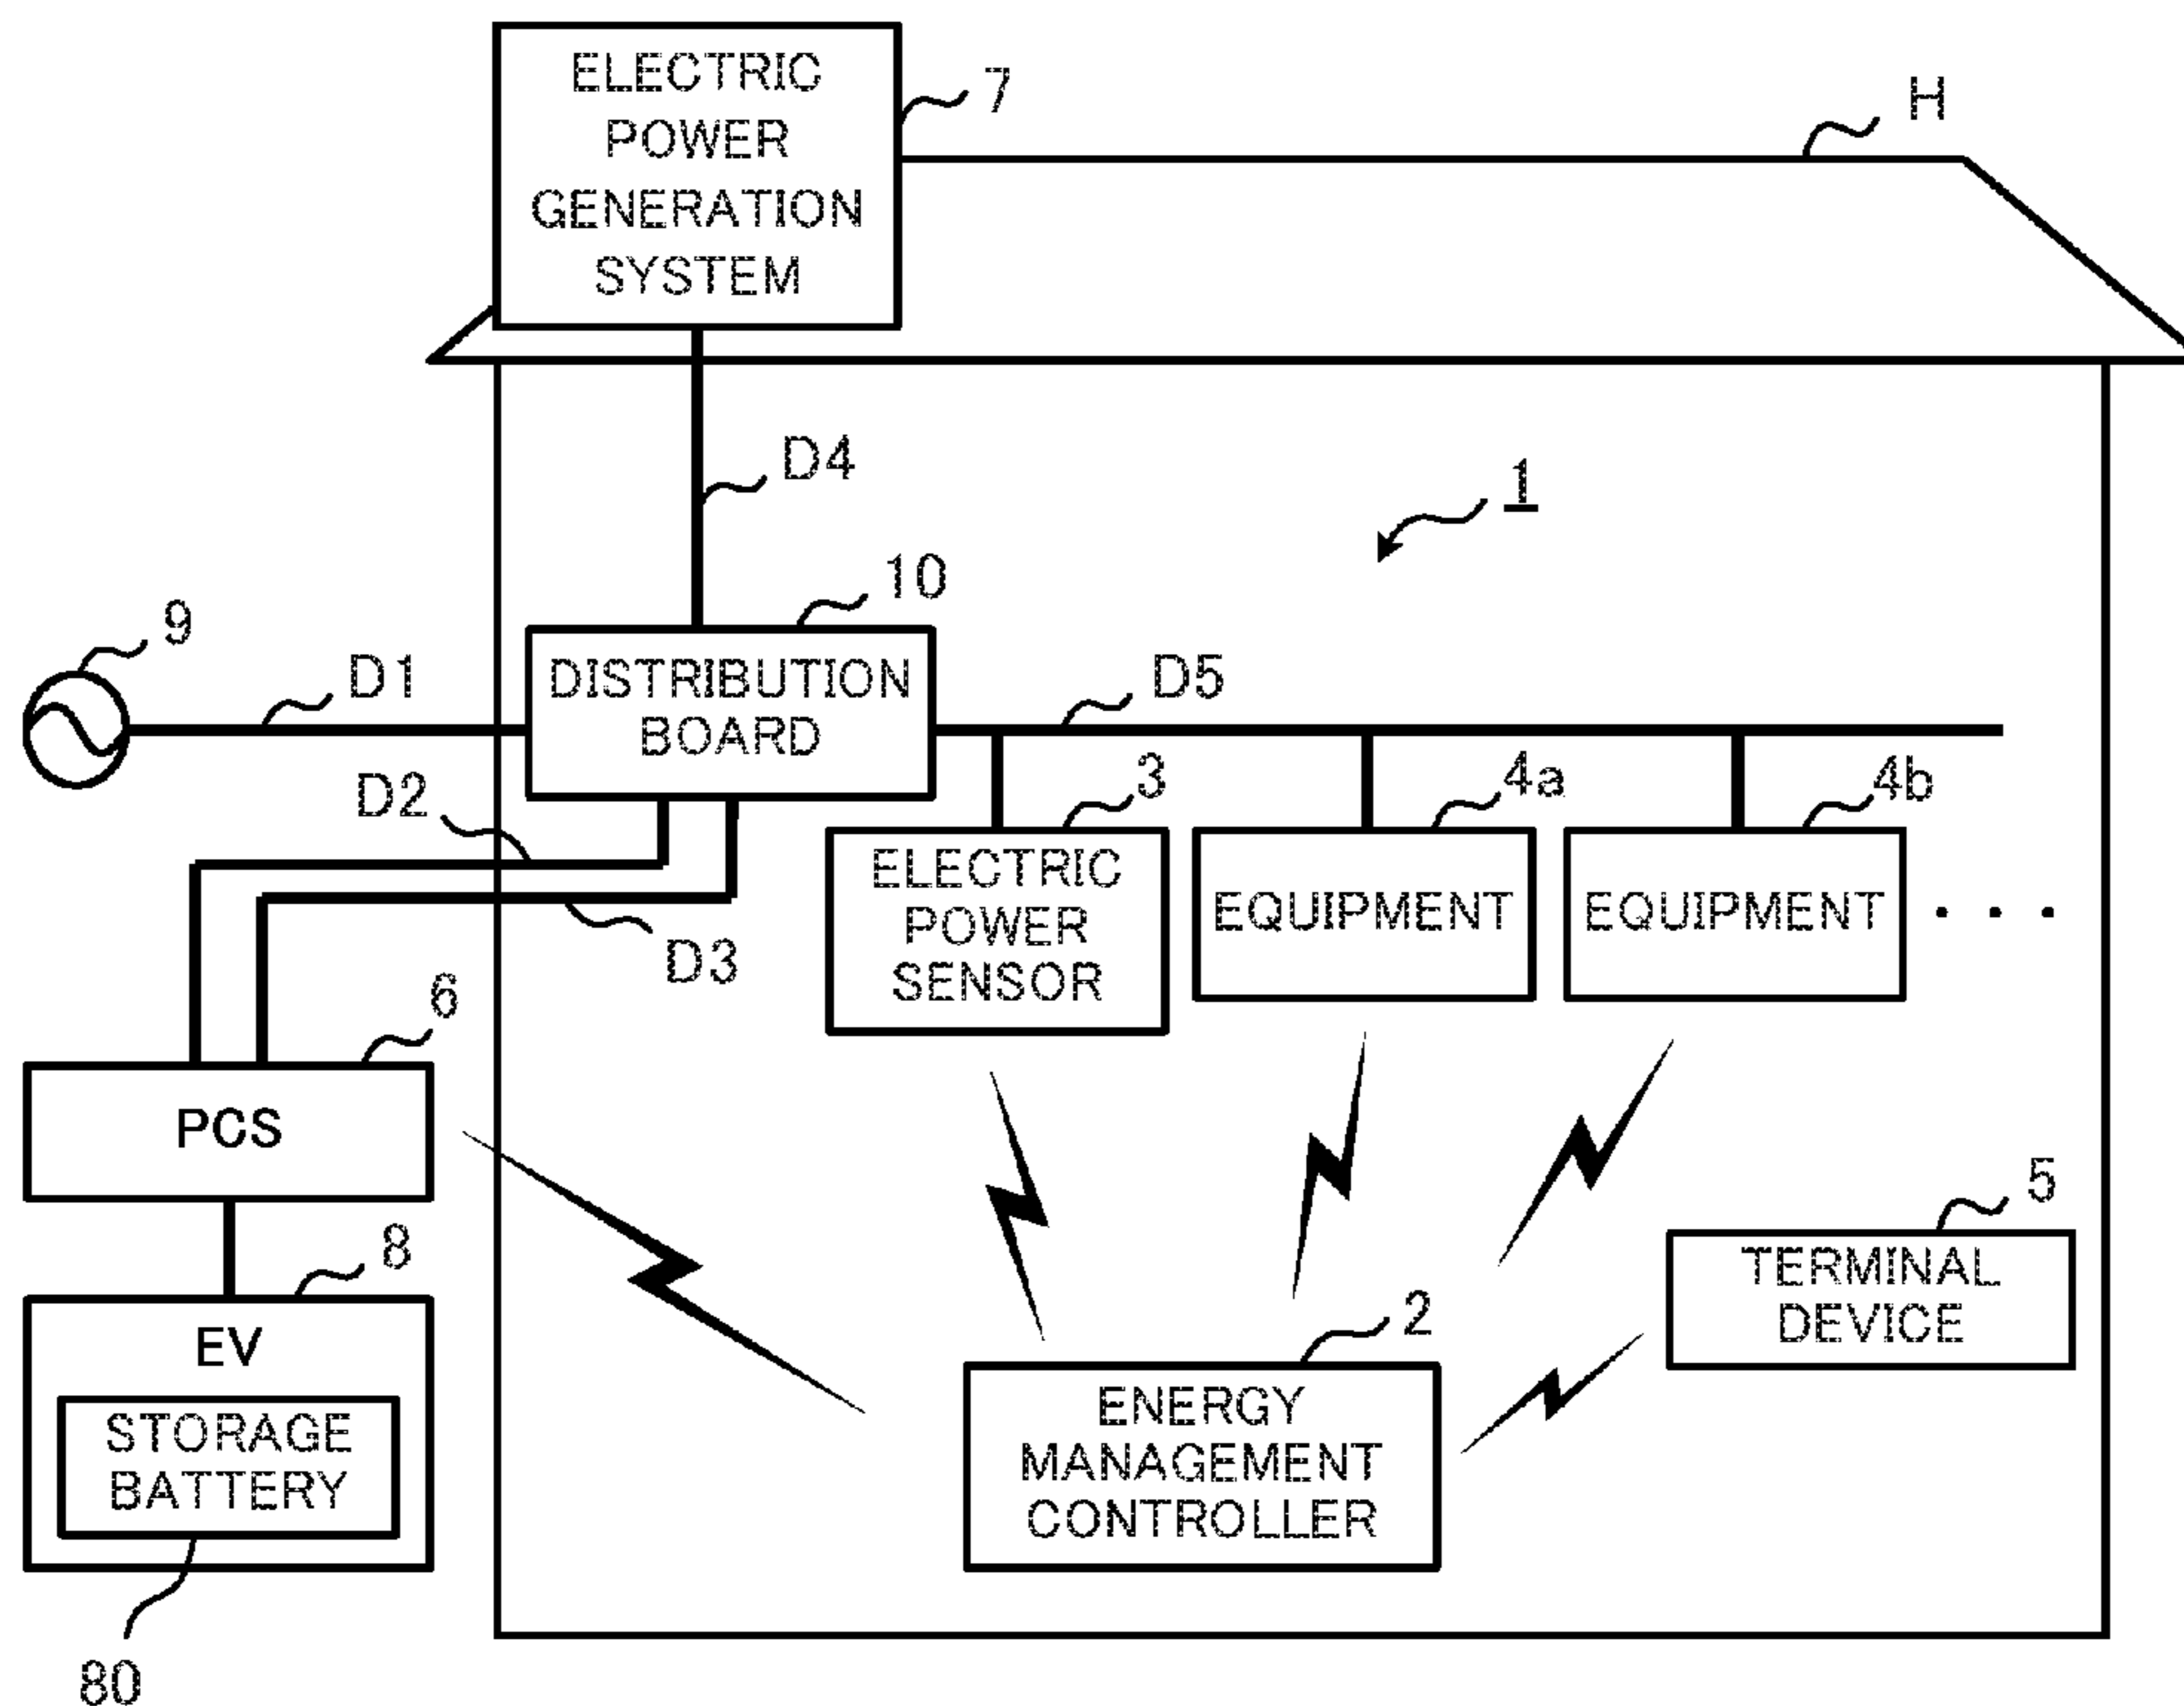 ELECTRIC
POWER
GENERATION
SYSTEM
7
H
D4
1
10
9
D1
DISTRIBUTION
BOARD
D5
D2
3
4a
4b
ELECTRIC
POWER
SENSOR
EQUIPMENT
EQUIPMENT
. . .
D3
6
PCS
5
TERMINAL
DEVICE
8
EV
STORAGE
BATTERY
2
ENERGY
MANAGEMENT
CONTROLLER
80